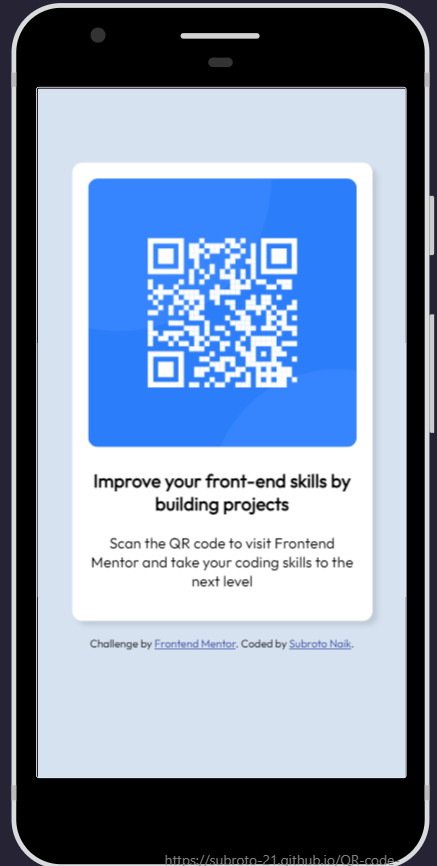 Improve your front-end skills by
building projects
Scan the QR code to visit Frontend
Mentor and take your coding skills to the
next level
Challenge by Frontend Mentor. Coded by Subroto Naik.
https://subroto-21.github.io/QR-code-